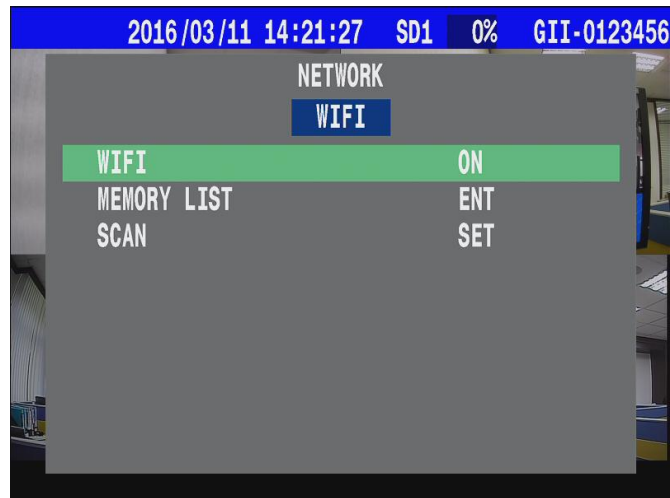 2016/03/11 14:21:27 SD1 0% GII-0123456
NETWORK
WIFI
WIFI ON
MEMORY LIST ENT
SCAN SET